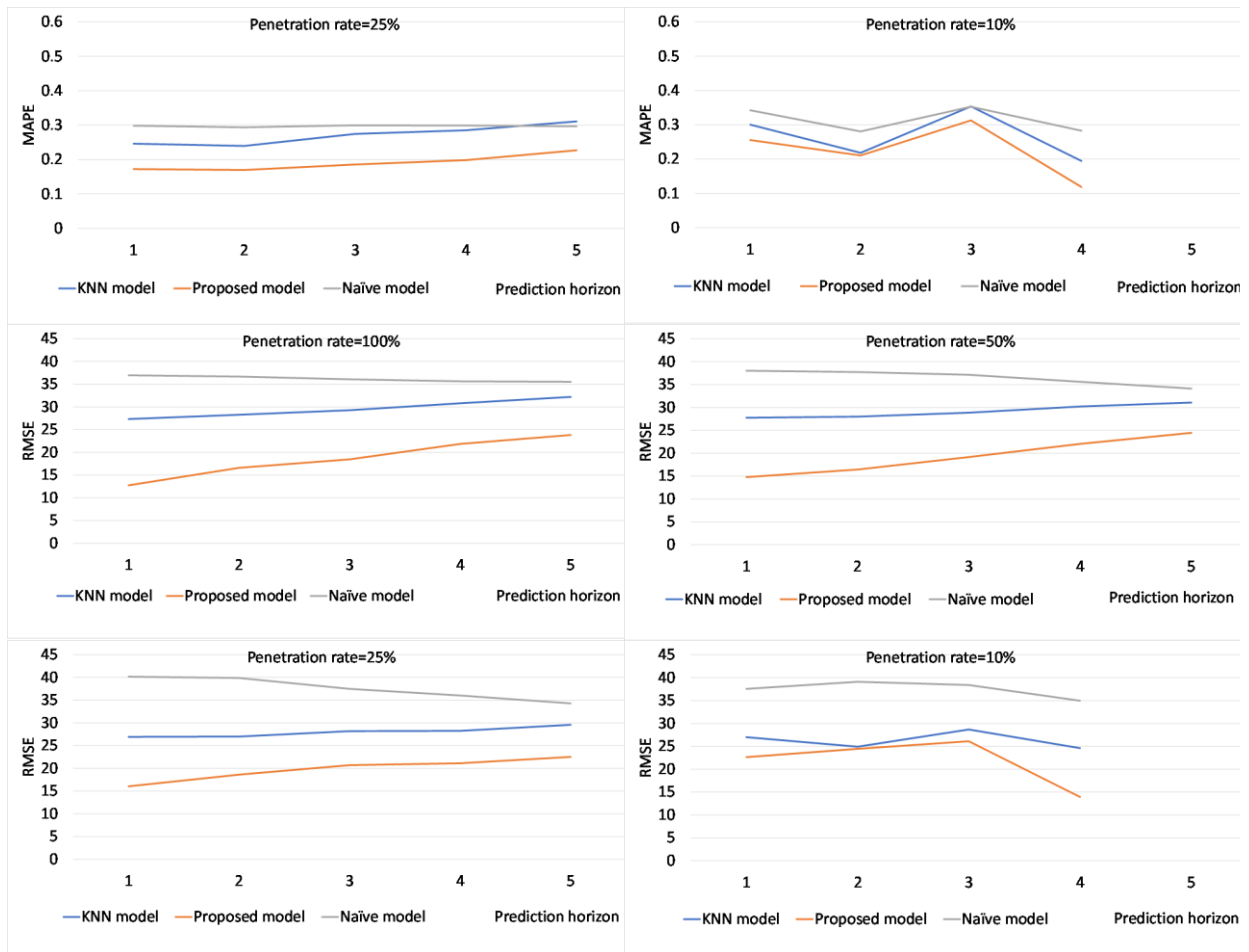 Penetration rate=25%
0.6
0.5
0.4
0.3
0.2
0.1
0
MAPE
1 2 3 4 5
KNN model Proposed model Naïve model Prediction horizon
Penetration rate=10%
0.6
0.5
0.4
0.3
0.2
0.1
0
MAPE
1 2 3 4 5
KNN model Proposed model Naïve model Prediction horizon
Penetration rate=100%
45
40
35
30
25
20
15
10
5
0
RMSE
1 2 3 4 5
KNN model Proposed model Naïve model Prediction horizon
Penetration rate=50%
45
40
35
30
25
20
15
10
5
0
RMSE
1 2 3 4 5
KNN model Proposed model Naïve model Prediction horizon
Penetration rate=25%
45
40
35
30
25
20
15
10
5
0
RMSE
1 2 3 4 5
KNN model Proposed model Naïve model Prediction horizon
Penetration rate=10%
45
40
35
30
25
20
15
10
5
0
RMSE
1 2 3 4 5
KNN model Proposed model Naïve model Prediction horizon